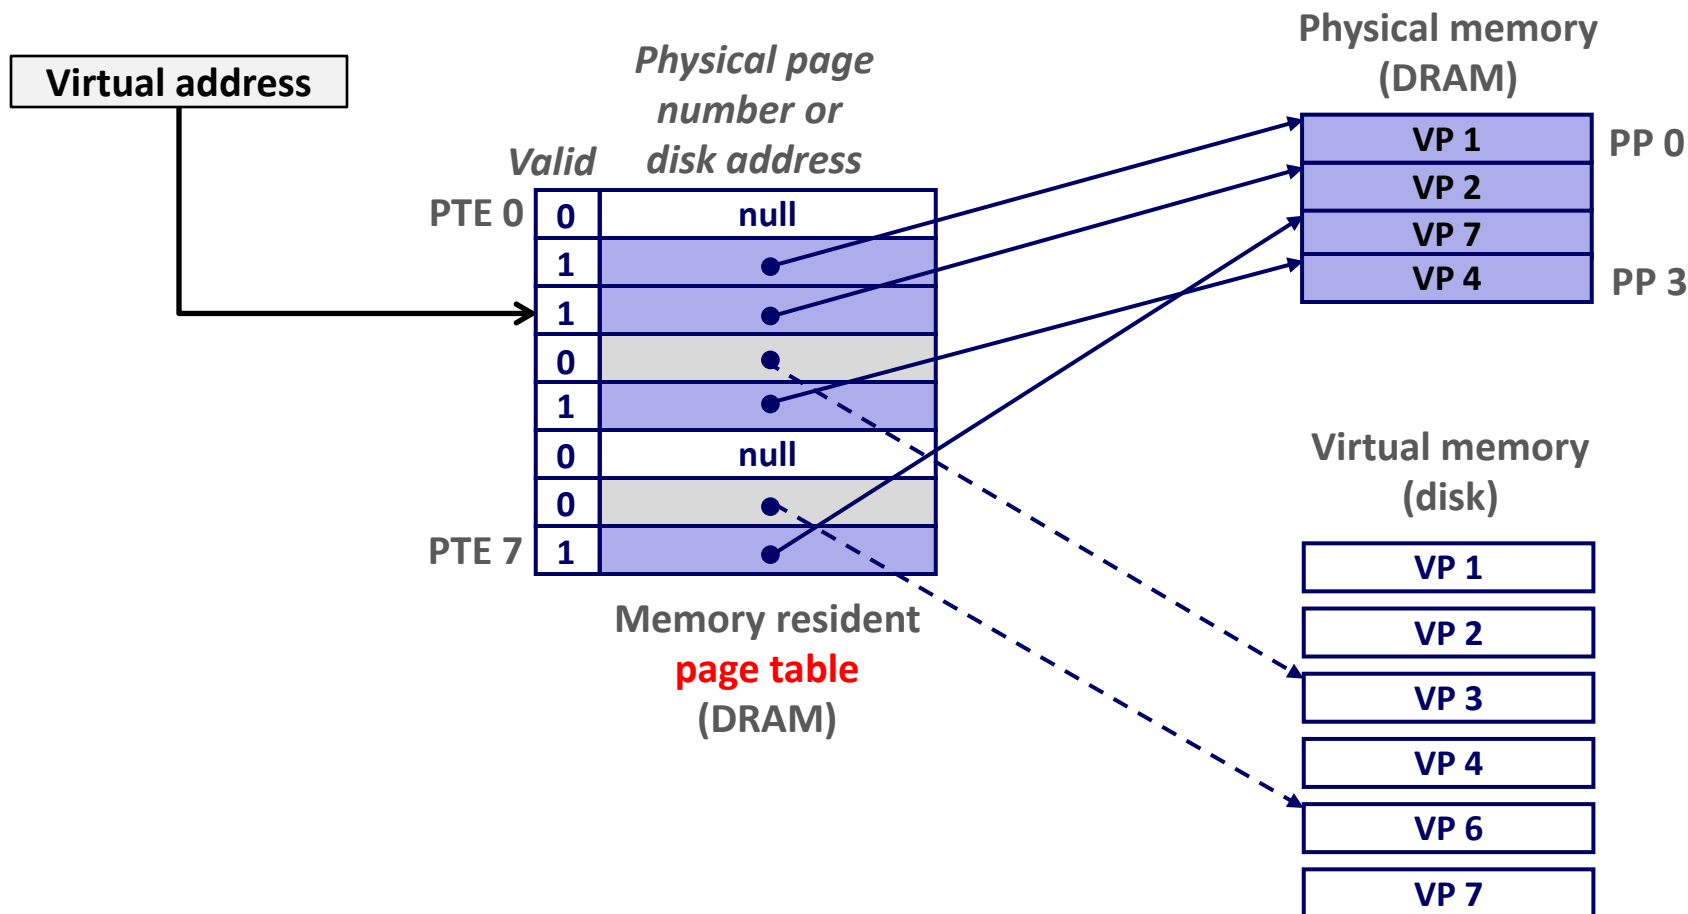 Virtual address
Physical page
number or
disk address
Valid
PTE 0
0
null
1
1
0
1
0
null
0
PTE 7
1
Memory resident
page table
(DRAM)
Physical memory
(DRAM)
VP 1
PP 0
VP 2
VP 7
VP 4
PP 3
Virtual memory
(disk)
VP 1
VP 2
VP 3
VP 4
VP 6
VP 7